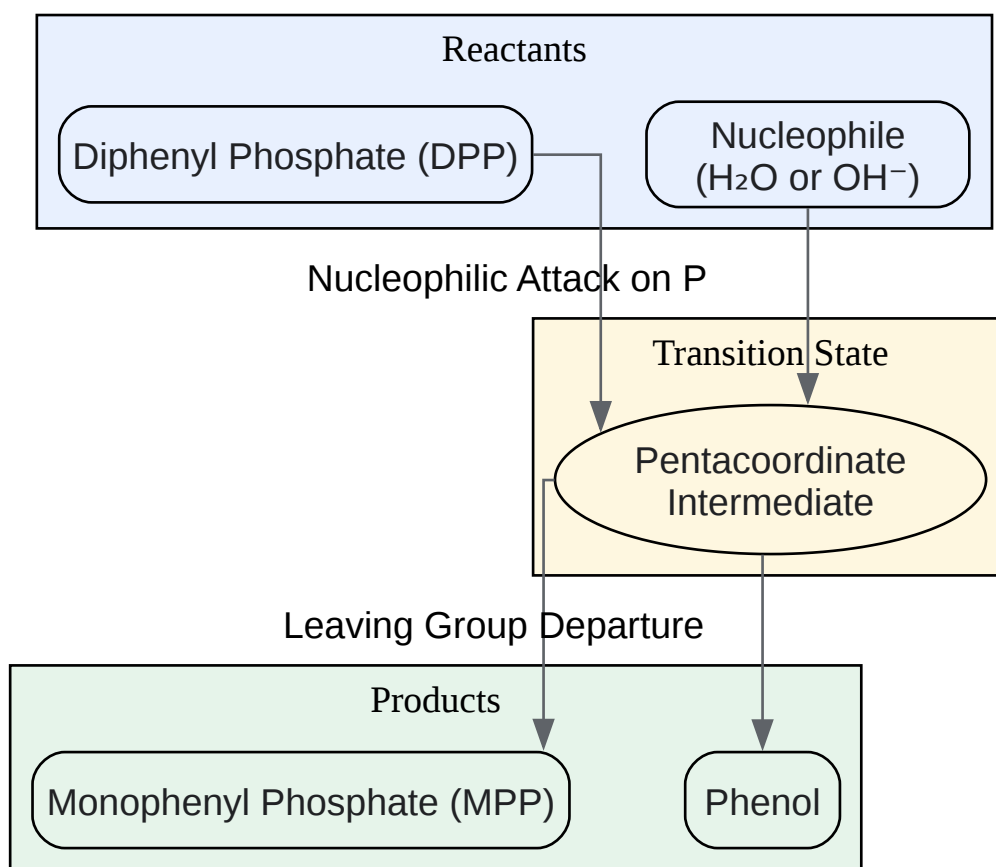 Reactants
Diphenyl Phosphate (DPP)
Nucleophile
(H₂O or OH⁻)
Nucleophilic Attack on P
Transition State
Pentacoordinate
Intermediate
Leaving Group Departure
Products
Monophenyl Phosphate (MPP)
Phenol